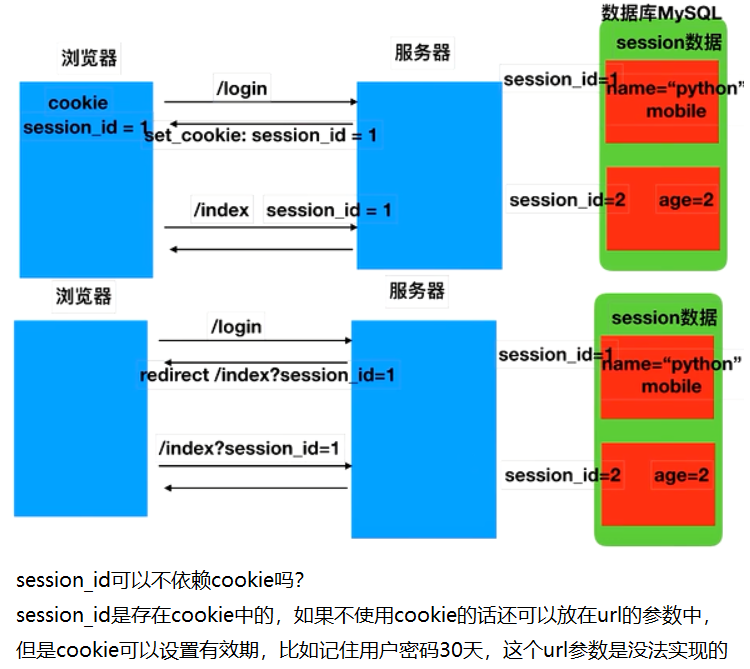 数据库MySQL
浏览器
服务器
session数据
cookie
session_id = 1
/login
set_cookie: session_id = 1
session_id=1
name=“python”
mobile
/index session_id = 1
session_id=2
age=2
浏览器
服务器
session数据
/login
redirect /index?session_id=1
session_id=1
name=“python”
mobile
/index?session_id=1
session_id=2
age=2
session_id可以不依赖cookie吗？
session_id是存在cookie中的，如果不使用cookie的话还可以放在url的参数中，
但是cookie可以设置有效期，比如记住用户密码30天，这个url参数是没法实现的